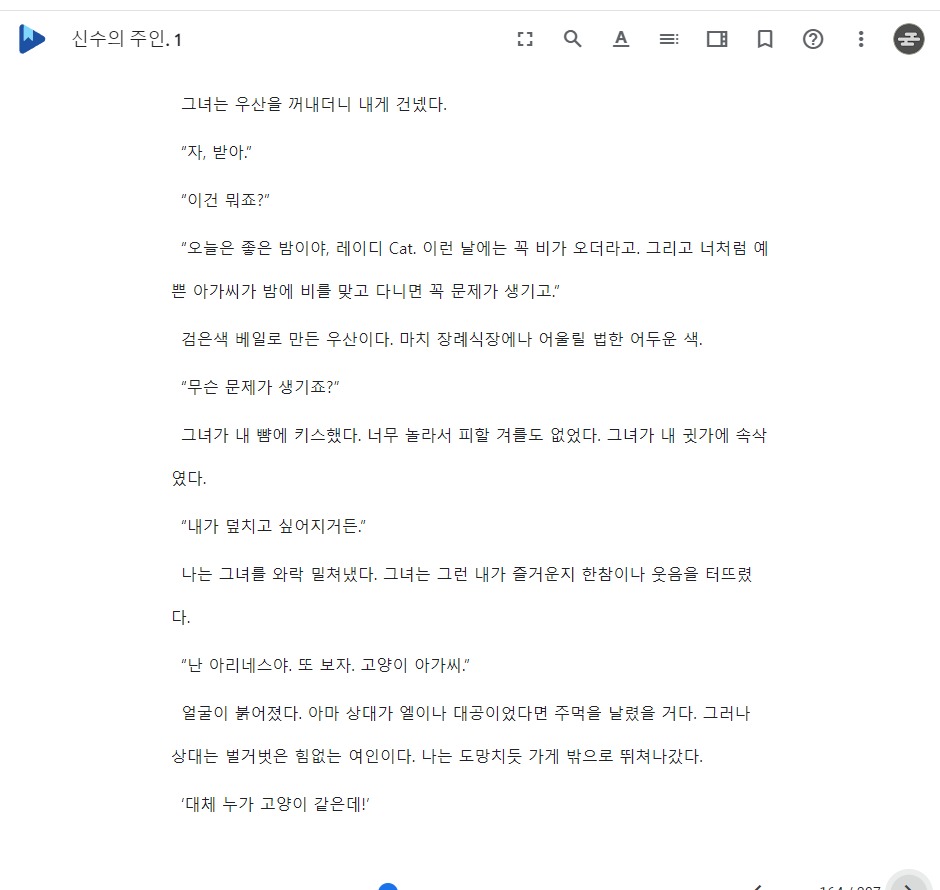 신수의 주인. 1
그녀는 우산을 꺼내더니 내게 건넸다.
“자, 받아.”
“이건 뭐죠?”
“오늘은 좋은 밤이야, 레이디 Cat. 이런 날에는 꼭 비가 오더라고. 그리고 너처럼 예
쁜 아가씨가 밤에 비를 맞고 다니면 꼭 문제가 생기고.”
검은색 베일로 만든 우산이다. 마치 장례식장에나 어울릴 법한 어두운 색.
“무슨 문제가 생기죠?”
그녀가 내 뺨에 키스했다. 너무 놀라서 피할 겨를도 없었다. 그녀가 내 귓가에 속삭
였다.
“내가 덮치고 싶어지거든.”
나는 그녀를 와락 밀쳐냈다. 그녀는 그런 내가 즐거운지 한참이나 웃음을 터뜨렸
다.
“난 아리네스야. 또 보자. 고양이 아가씨.”
얼굴이 붉어졌다. 아마 상대가 엘이나 대공이었다면 주먹을 날렸을 거다. 그러나
상대는 벌거벗은 힘없는 여인이다. 나는 도망치듯 가게 밖으로 뛰쳐나갔다.
‘대체 누가 고양이 같은데!’